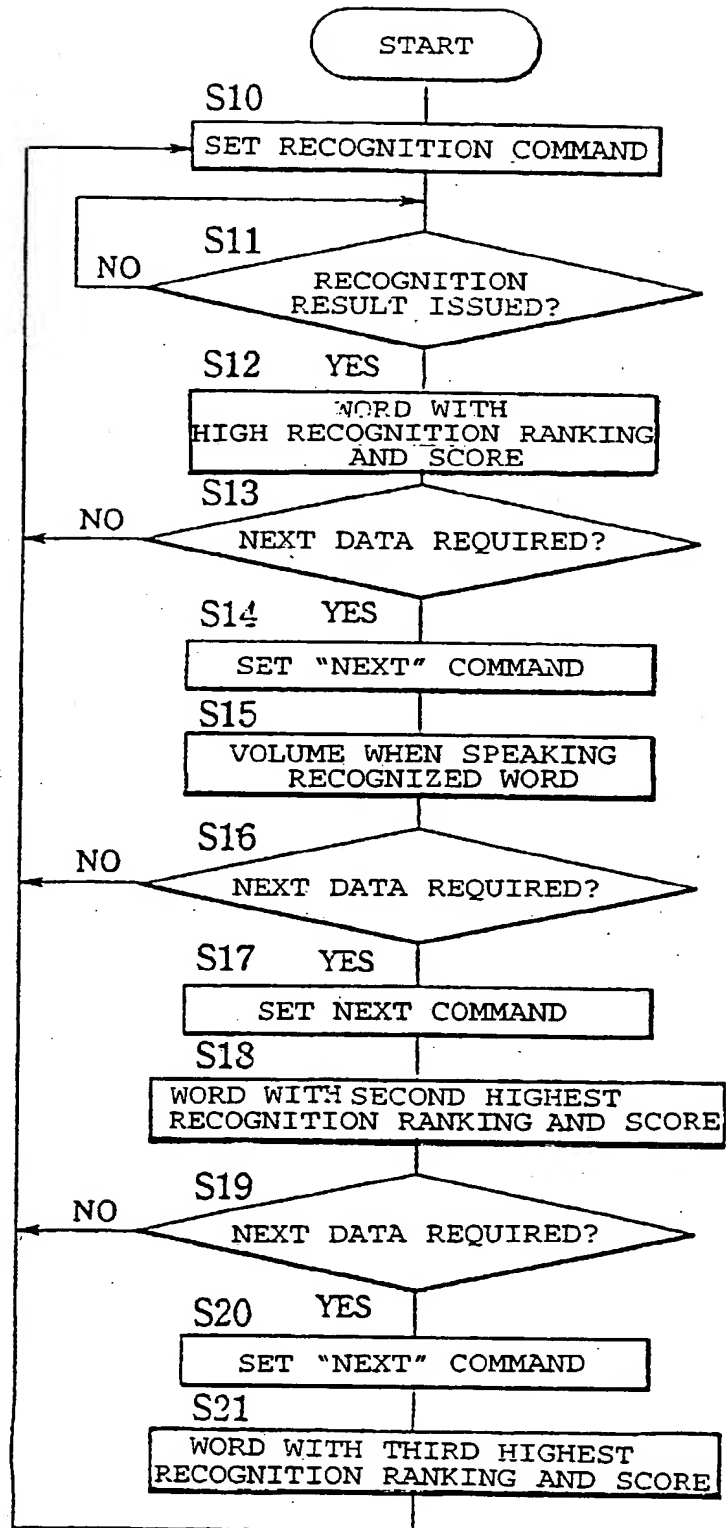 START
S10
SET RECOGNITION COMMAND
S11
NO
RECOGNITION
RESULT ISSUED?
S12 YES
WORD WITH
HIGH RECOGNITION RANKING
AND SCORE
S13
NO
NEXT DATA REQUIRED?
S14 YES
SET "NEXT" COMMAND
S15
VOLUME WHEN SPEAKING
RECOGNIZED WORD
S16
NO
NEXT DATA REQUIRED?
S17 YES
SET NEXT COMMAND
S18
WORD WITH SECOND HIGHEST
RECOGNITION RANKING AND SCORE
S19
NO
NEXT DATA REQUIRED?
S20 YES
SET "NEXT" COMMAND
S21
WORD WITH THIRD HIGHEST
RECOGNITION RANKING AND SCORE